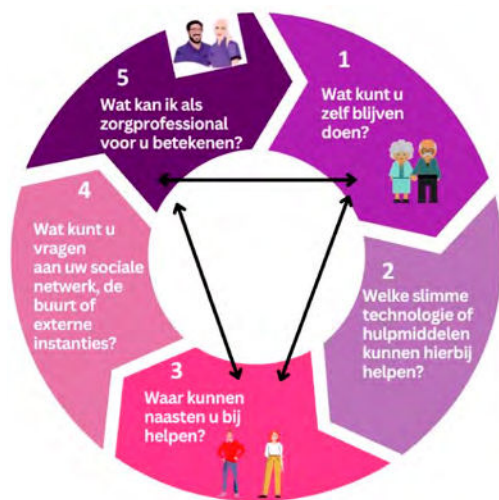 1
Wat kunt u
zelf blijven
doen?
2
Welke slimme
technologie of
hulpmiddelen
kunnen hierbij
helpen?
3
Waar kunnen
naasten u bij
helpen?
4
Wat kunt u
vragen
aan uw sociale
netwerk, de
buurt of
externe
instanties?
5
Wat kan ik als
zorgprofessional
voor u betekenen?